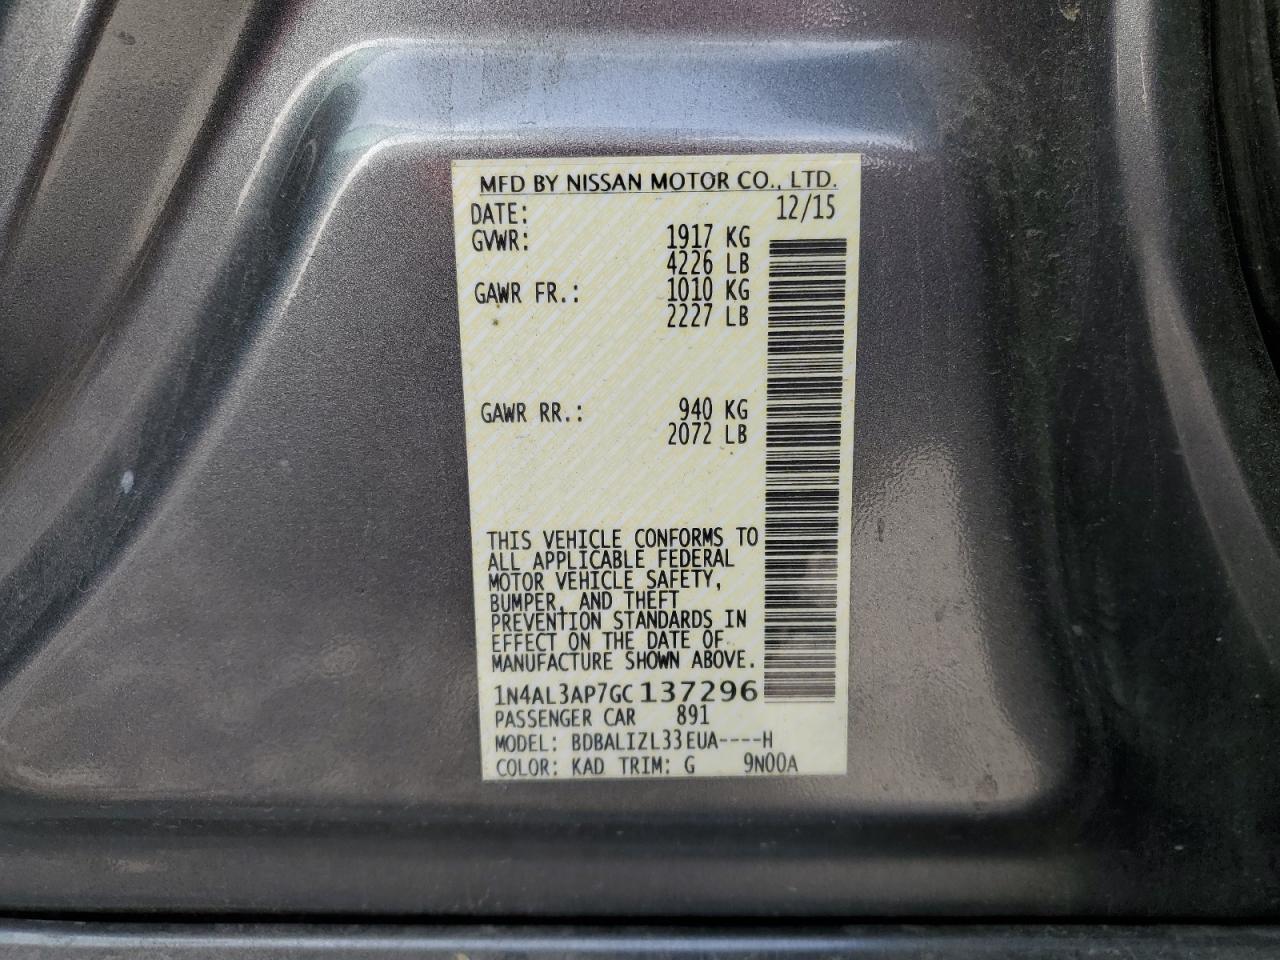 MFD BY NISSAN MOTOR CO., LTD.
DATE: 12/15
GVWR: 1917 KG
4226 LB
GAWR FR.: 1010 KG
2227 LB
GAWR RR.: 940 KG
2072 LB
THIS VEHICLE CONFORMS TO
ALL APPLICABLE FEDERAL
MOTOR VEHICLE SAFETY,
BUMPER, AND THEFT
PREVENTION STANDARDS IN
EFFECT ON THE DATE OF
MANUFACTURE SHOWN ABOVE.
1N4AL3AP7GC137296
PASSENGER CAR 891
MODEL: BDBALIZL33EUA----H
COLOR: KAD TRIM: G 9N00A